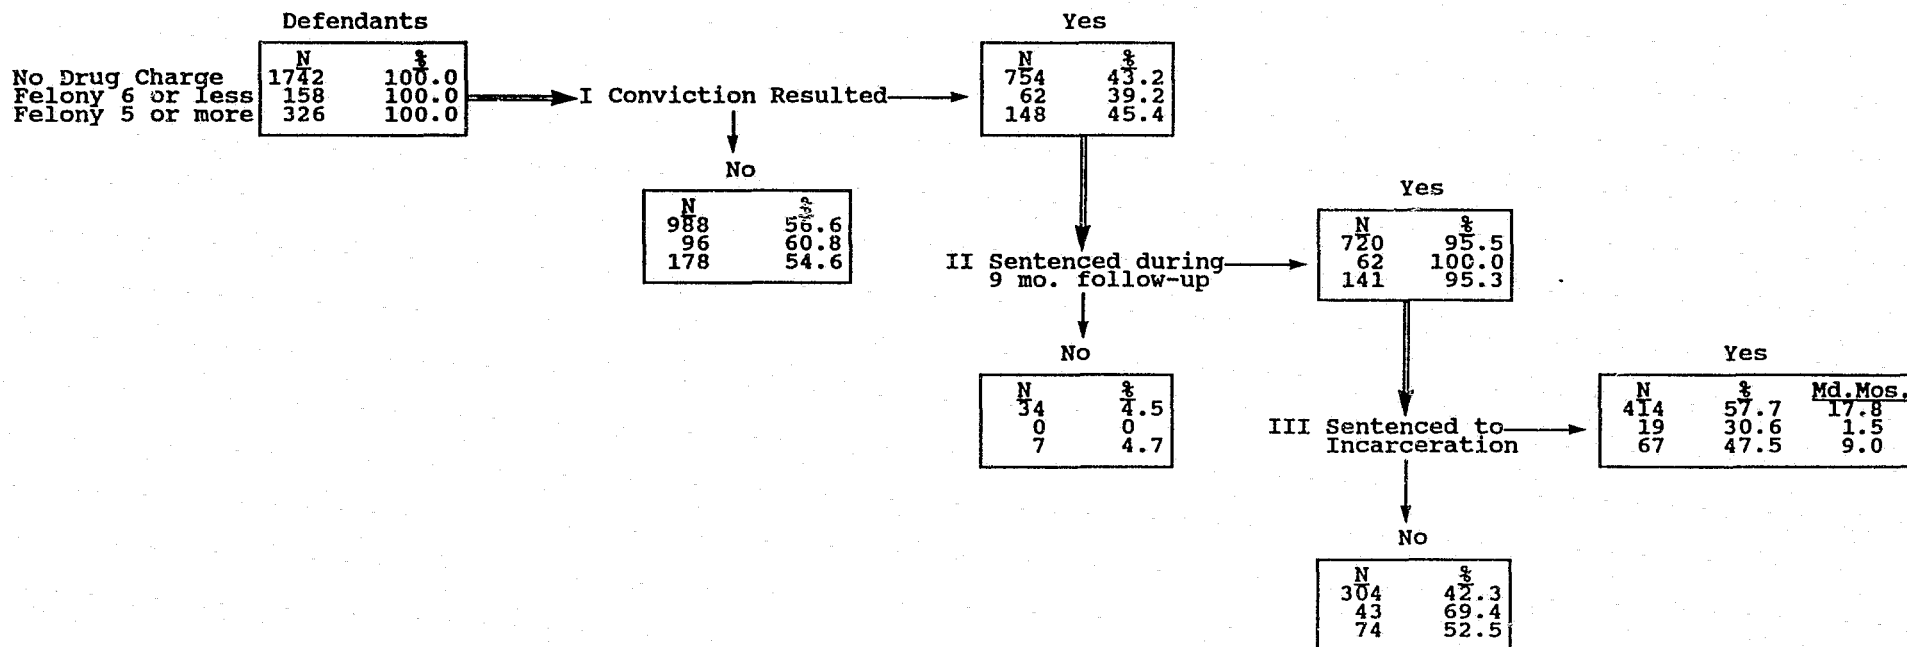 Defendants
N %
No Drug Charge 1742 100.0
Felony 6 or less 158 100.0
Felony 5 or more 326 100.0
I Conviction Resulted
Yes
N %
754 43.2
62 39.2
148 45.4
No
N %
988 56.6
96 60.8
178 54.6
II Sentenced during
9 mo. follow-up
Yes
N %
720 95.5
62 100.0
141 95.3
No
N %
34 4.5
0 0
7 4.7
III Sentenced to
Incarceration
Yes
N % Md.Mos.
414 57.7 17.8
19 30.6 1.5
67 47.5 9.0
No
N %
304 42.3
43 69.4
74 52.5